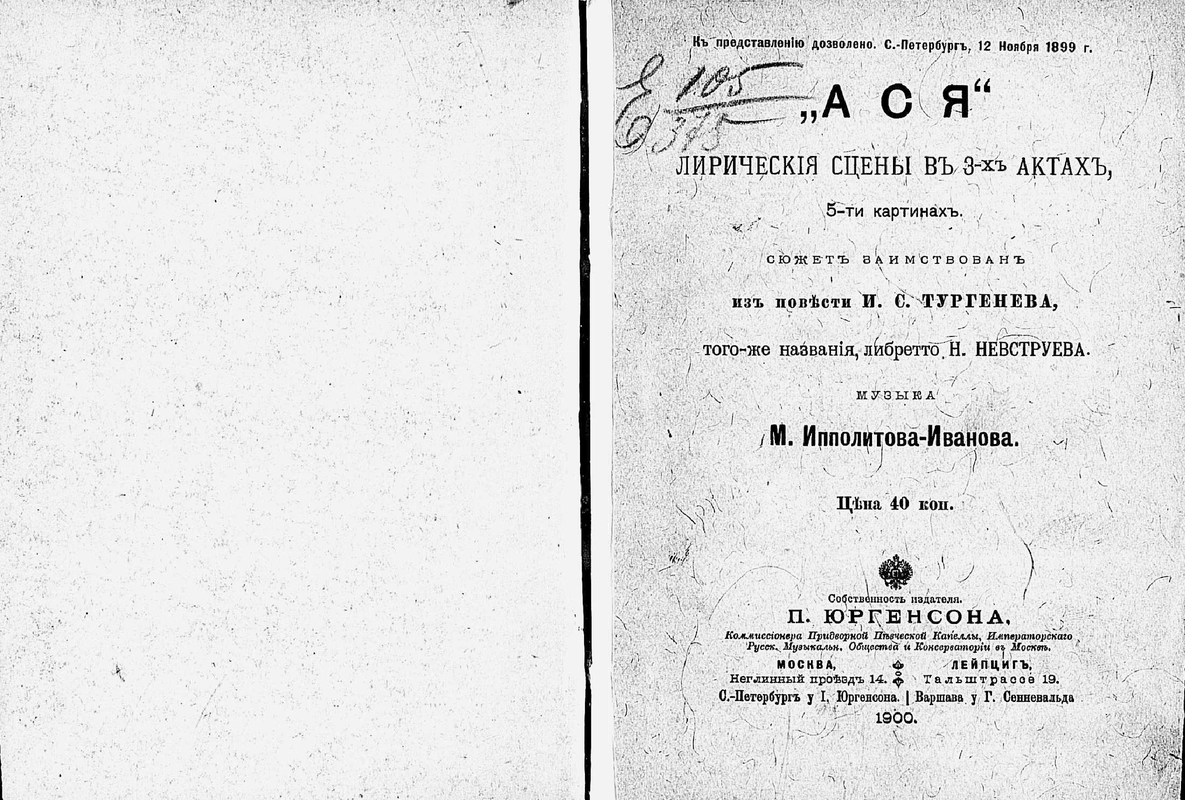 Къ представленію дозволено. С.-Петербургъ, 12 Ноября 1899 г.
105
375
„АСЯ“
ЛИРИЧЕСКІЯ СЦЕНЫ ВЪ 3-хъ АКТАХЪ,
5-ти картинахъ.
СЮЖЕТЪ ЗАИМСТВОВАНЪ
изъ повѣсти И. С. ТУРГЕНЕВА,
того-же названія, либретто Н. НЕВСТРУЕВА.
МУЗЫКА
М. Ипполитова-Иванова.
Цѣна 40 коп.
Собственность издателя.
П. ЮРГЕНСОНА,
Коммиссіонера Придворной Пѣвческой Капеллы, Императорскаго
Русск. Музыкальн. Общества и Консерваторіи въ Москвѣ.
МОСКВА, ЛЕЙПЦИГЪ,
Неглинный проѣздъ 14. Тальштрассе 19.
С.-Петербургъ у І. Юргенсона. | Варшава у Г. Сенневальда
1900.